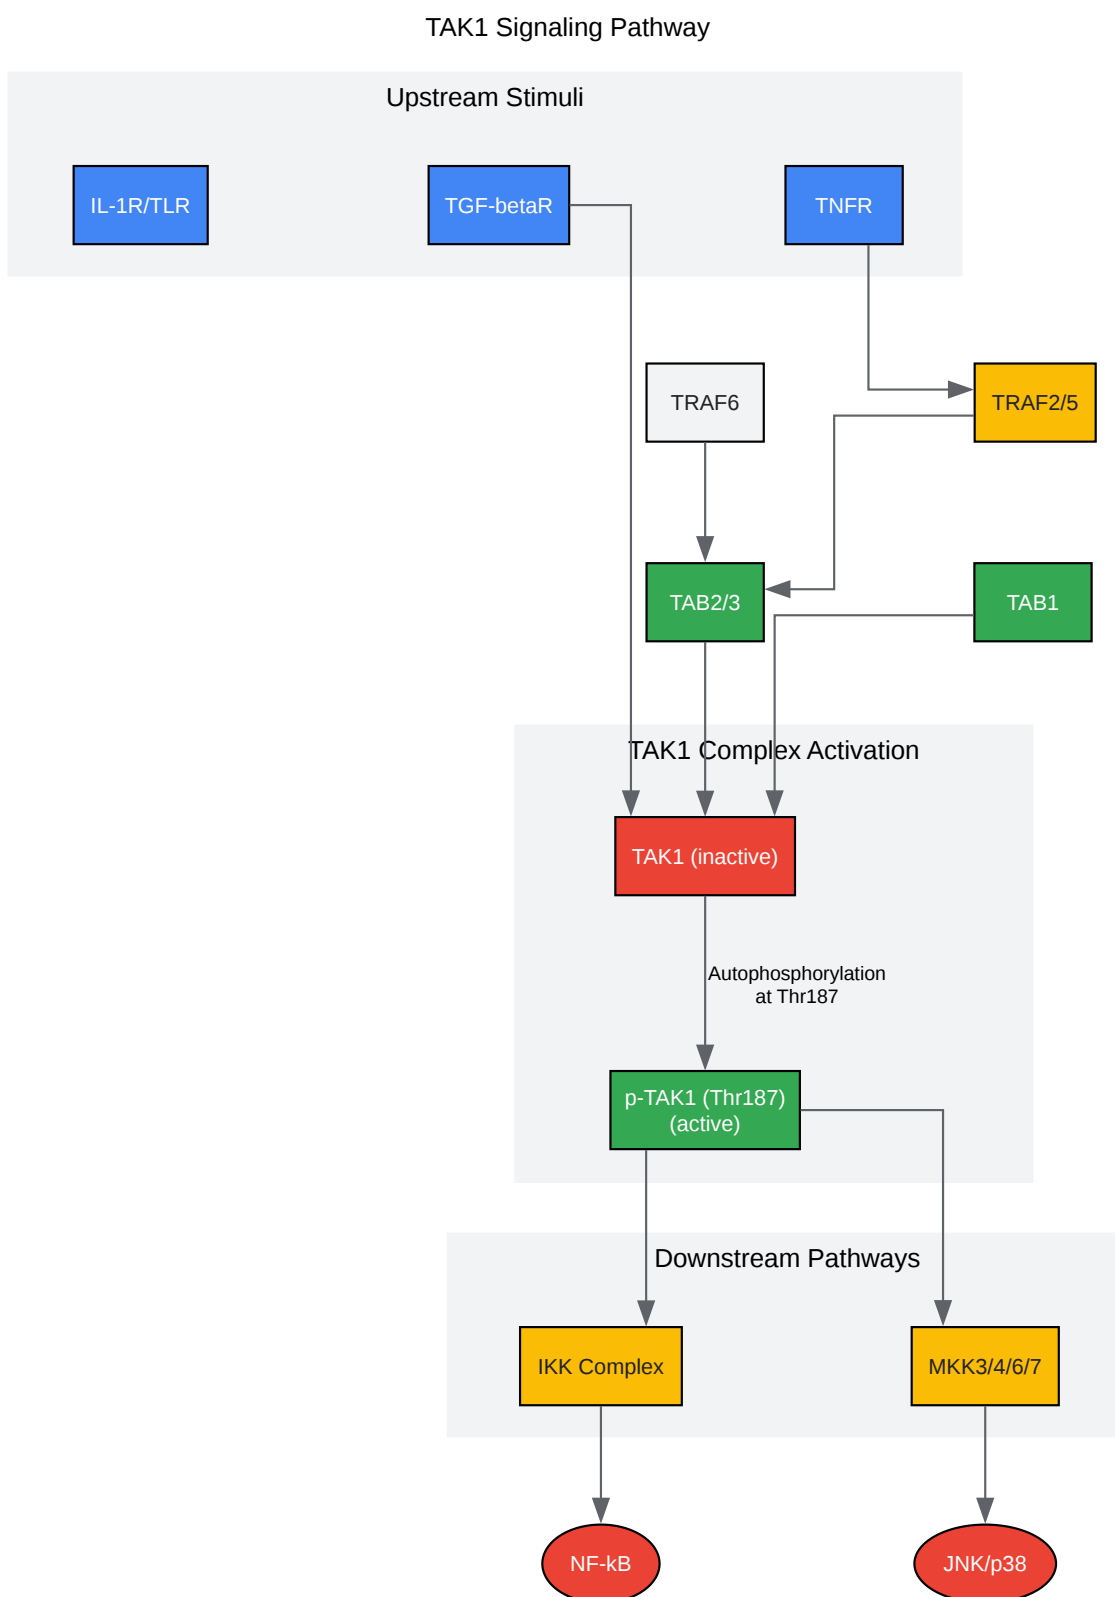 TAK1 Signaling Pathway
Upstream Stimuli
IL-1R/TLR
TGF-betaR
TNFR
TRAF6
TRAF2/5
TAB2/3
TAB1
TAK1 Complex Activation
TAK1 (inactive)
Autophosphorylation
at Thr187
p-TAK1 (Thr187)
(active)
Downstream Pathways
IKK Complex
MKK3/4/6/7
NF-kB
JNK/p38